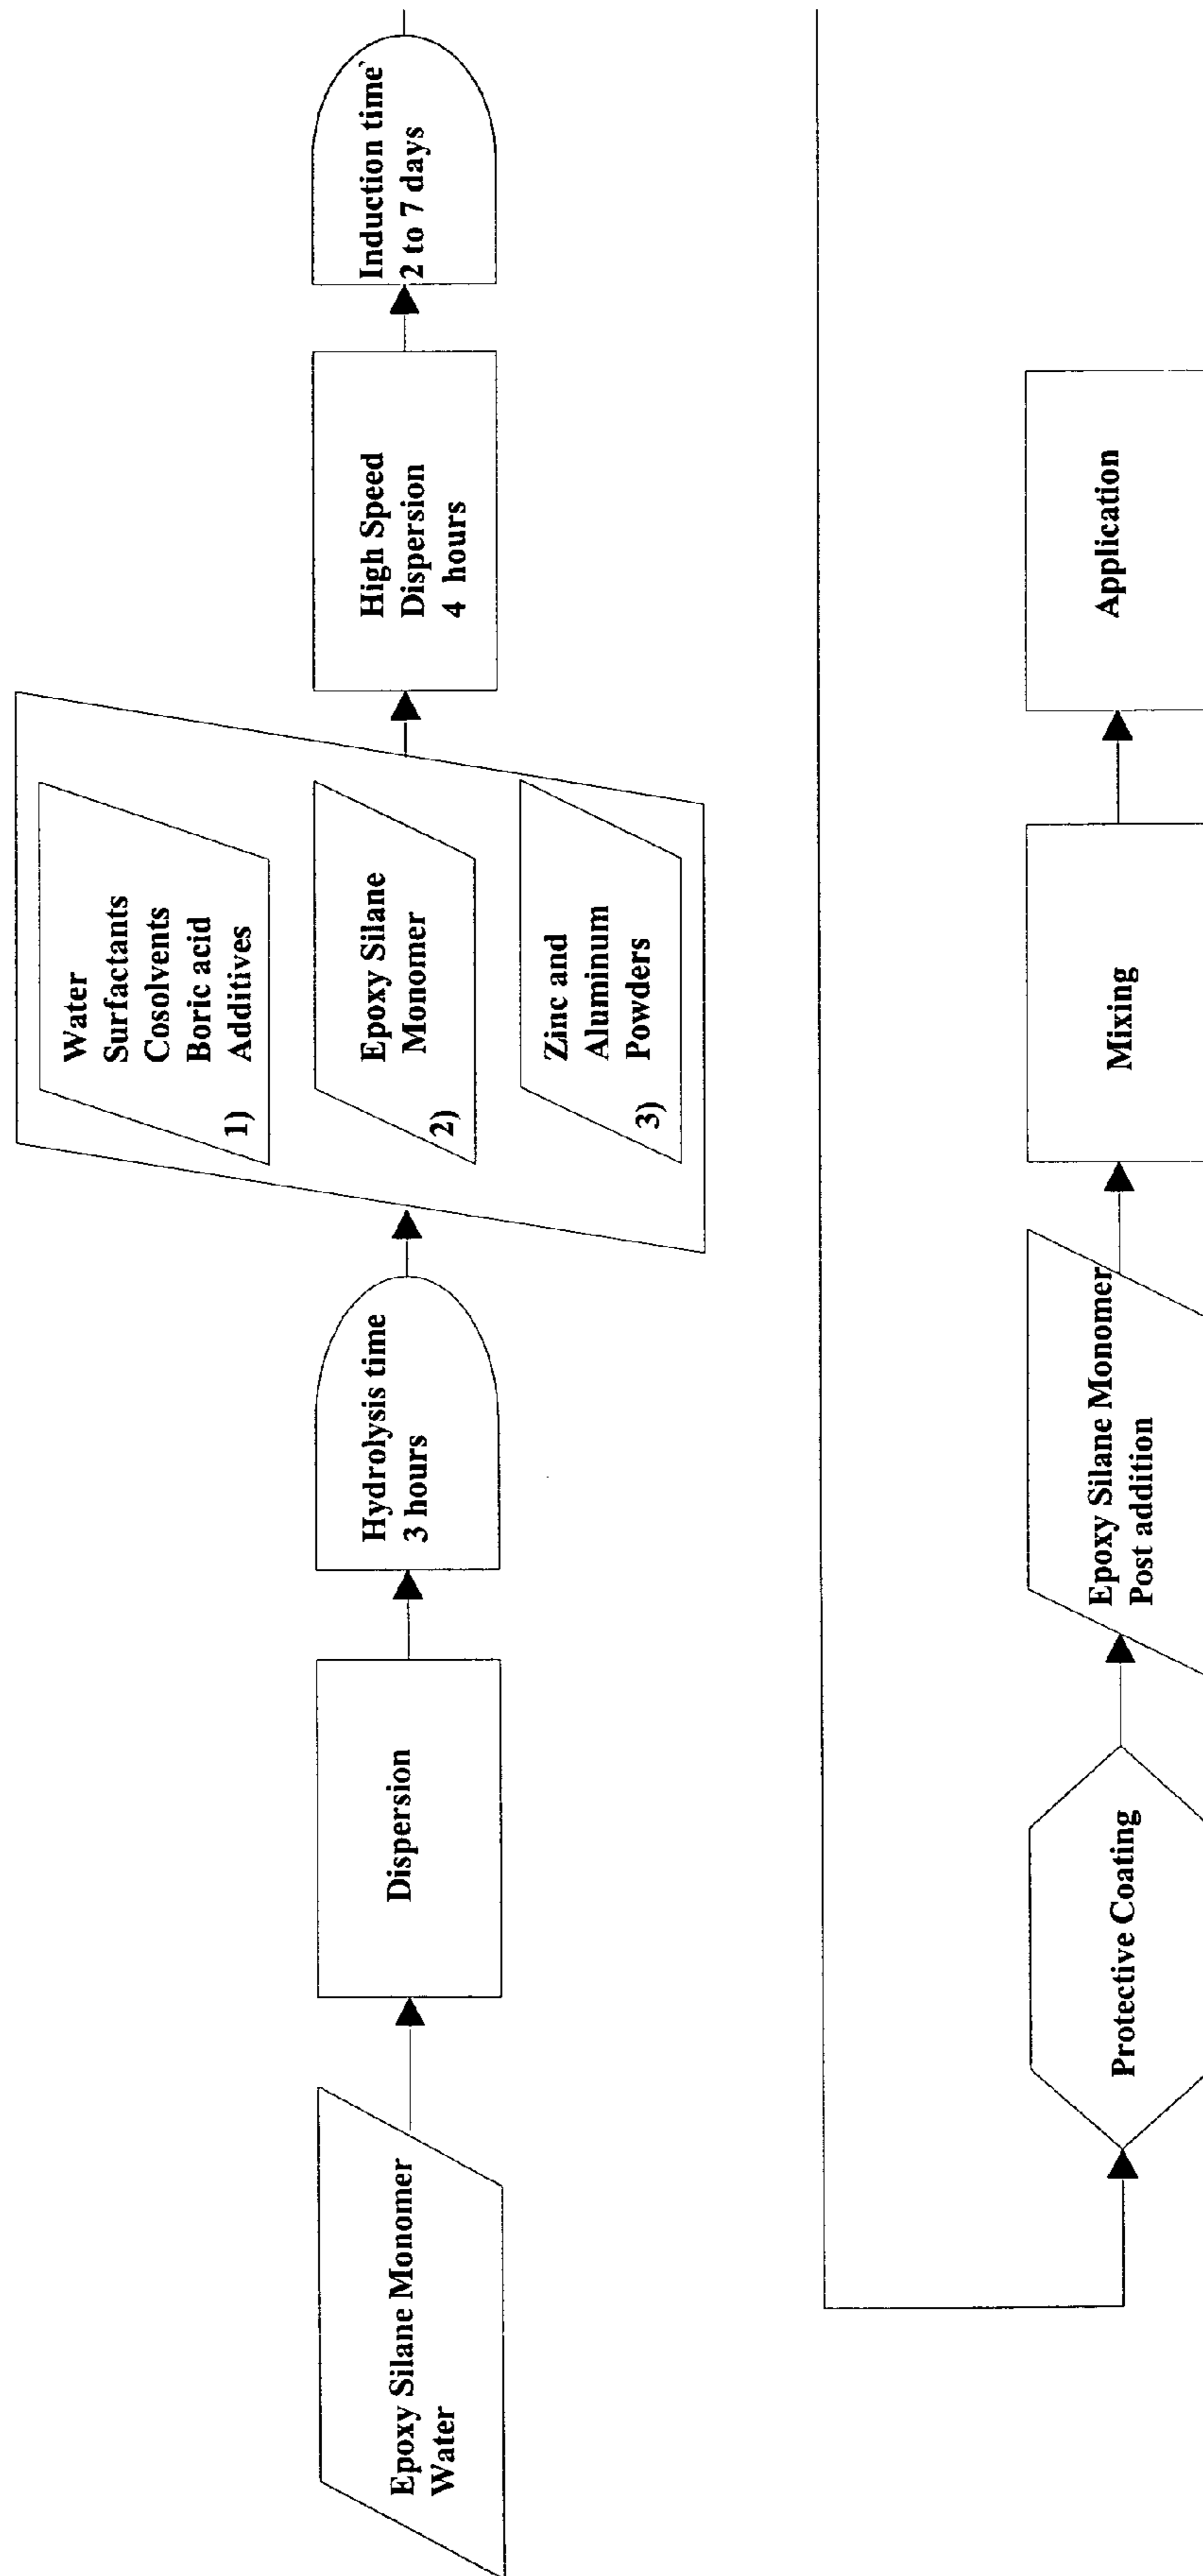 Epoxy Silane Monomer
Water
Dispersion
Hydrolysis time
3 hours
Water
Surfactants
Cosolvents
Boric acid
Additives
1)
Epoxy Silane
Monomer
2)
Zinc and
Aluminum
Powders
3)
High Speed
Dispersion
4 hours
Induction time
2 to 7 days
Protective Coating
Epoxy Silane Monomer
Post addition
Mixing
Application